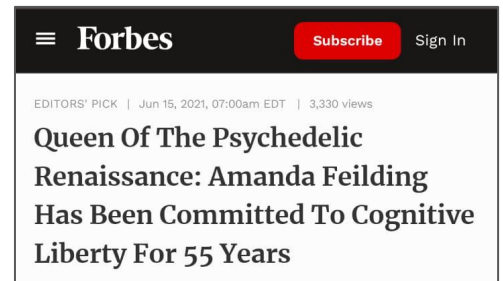 Forbes
Subscribe
Sign In
EDITORS' PICK | Jun 15, 2021, 07:00am EDT | 3,330 views
Queen Of The Psychedelic
Renaissance: Amanda Feilding
Has Been Committed To Cognitive
Liberty For 55 Years